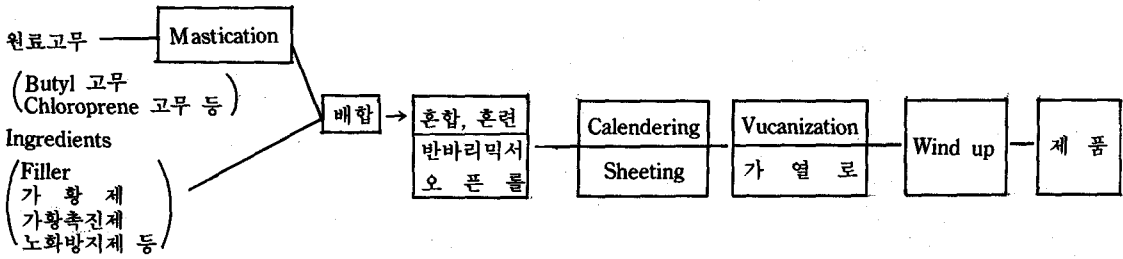 원료고무
Mastication
(Butyl 고무
Chloroprene 고무 등)
Ingredients
(Filler
가 황 제
가황촉진제
노화방지제 등)
배합
혼합, 혼련
반바리믹서
오 픈 롤
Calendering
Sheeting
Vucanization
가 열 로
Wind up
제 품